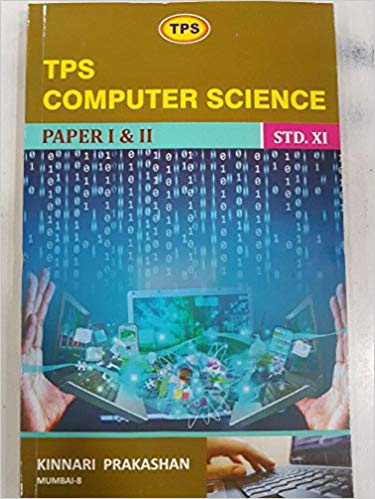 TPS
TPS
COMPUTER SCIENCE
PAPER I & II
STD. XI
KINNARI PRAKASHAN
MUMBAI-8